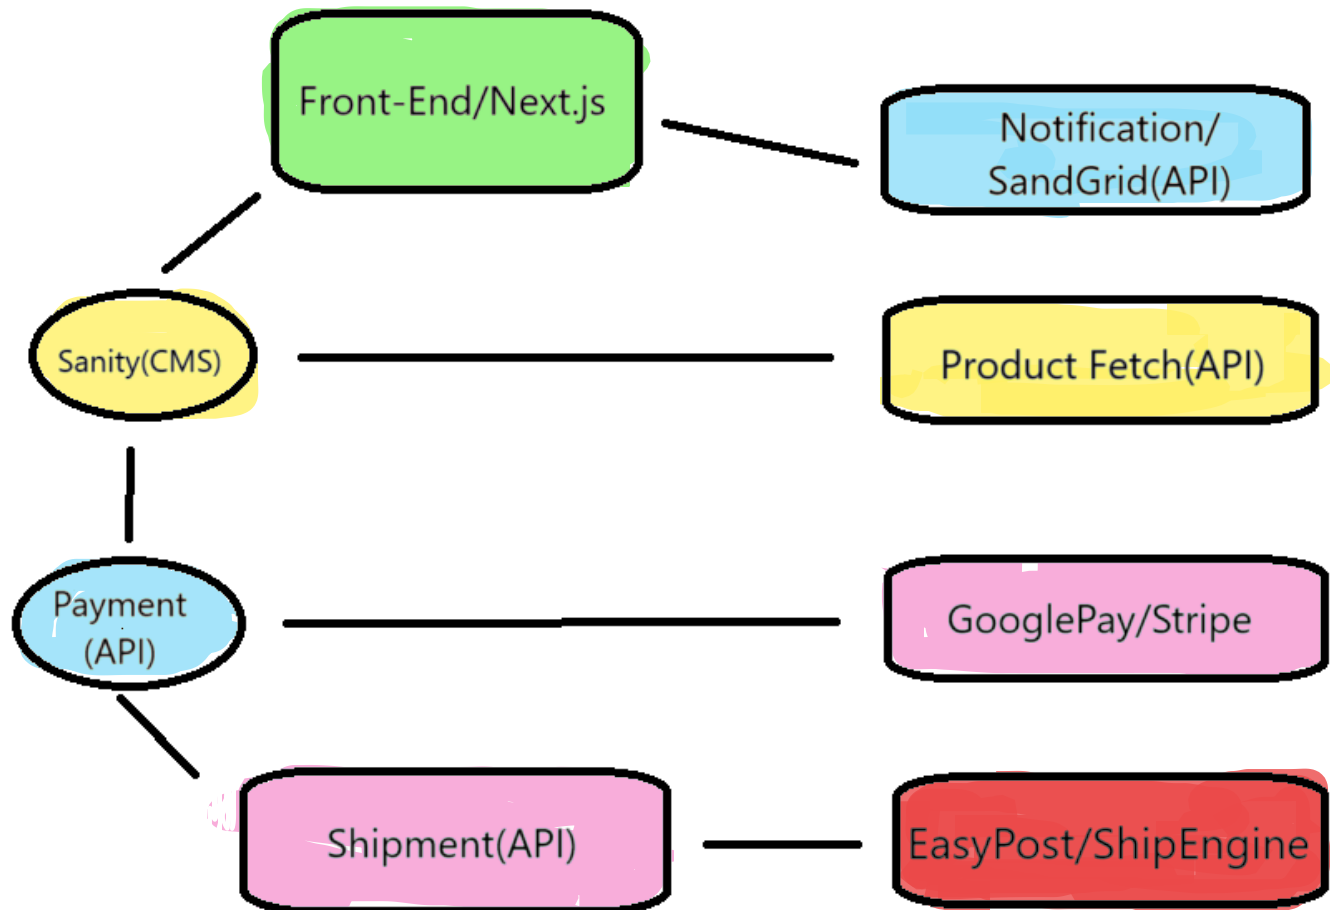 Front-End/Next.js
Notification/
SandGrid(API)
Sanity(CMS)
Product Fetch(API)
Payment
(API)
GooglePay/Stripe
Shipment(API)
EasyPost/ShipEngine